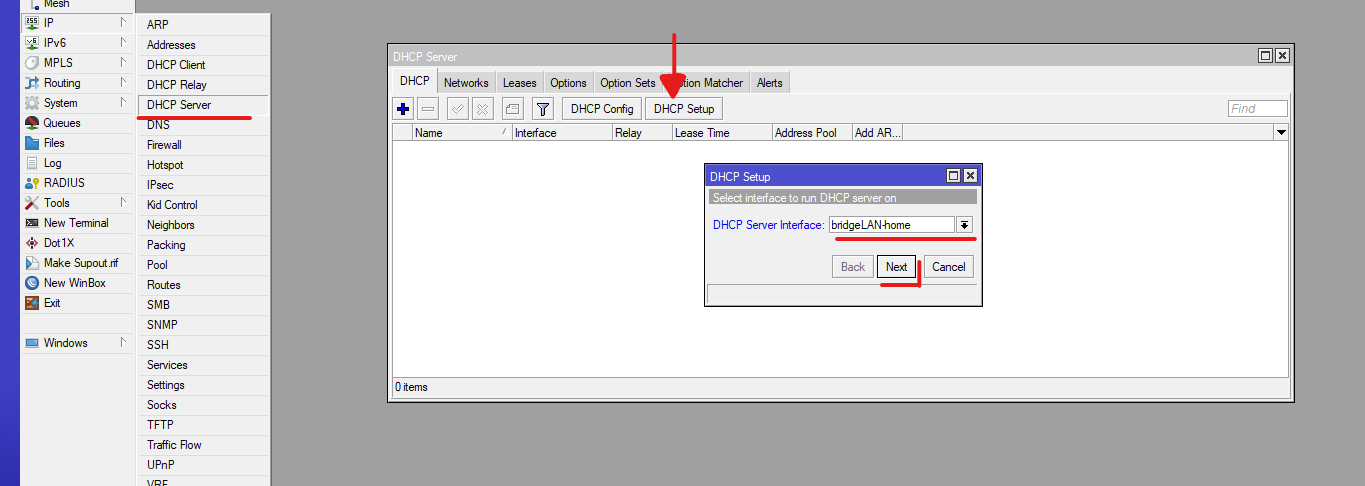 Mesh
IP
IPv6
MPLS
Routing
System
Queues
Files
Log
RADIUS
Tools
New Terminal
Dot1X
Make Supout.rif
New WinBox
Exit
Windows
ARP
Addresses
DHCP Client
DHCP Relay
DHCP Server
DNS
Firewall
Hotspot
IPsec
Kid Control
Neighbors
Packing
Pool
Routes
SMB
SNMP
SSH
Services
Settings
Socks
TFTP
Traffic Flow
UPnP
VRF
DHCP Server
DHCP Networks Leases Options Option Sets Matcher Alerts
DHCP Config DHCP Setup Find
Name Interface Relay Lease Time Address Pool Add AR...
DHCP Setup
Select interface to run DHCP server on
DHCP Server Interface: bridgeLAN-home
Back Next Cancel
0 items